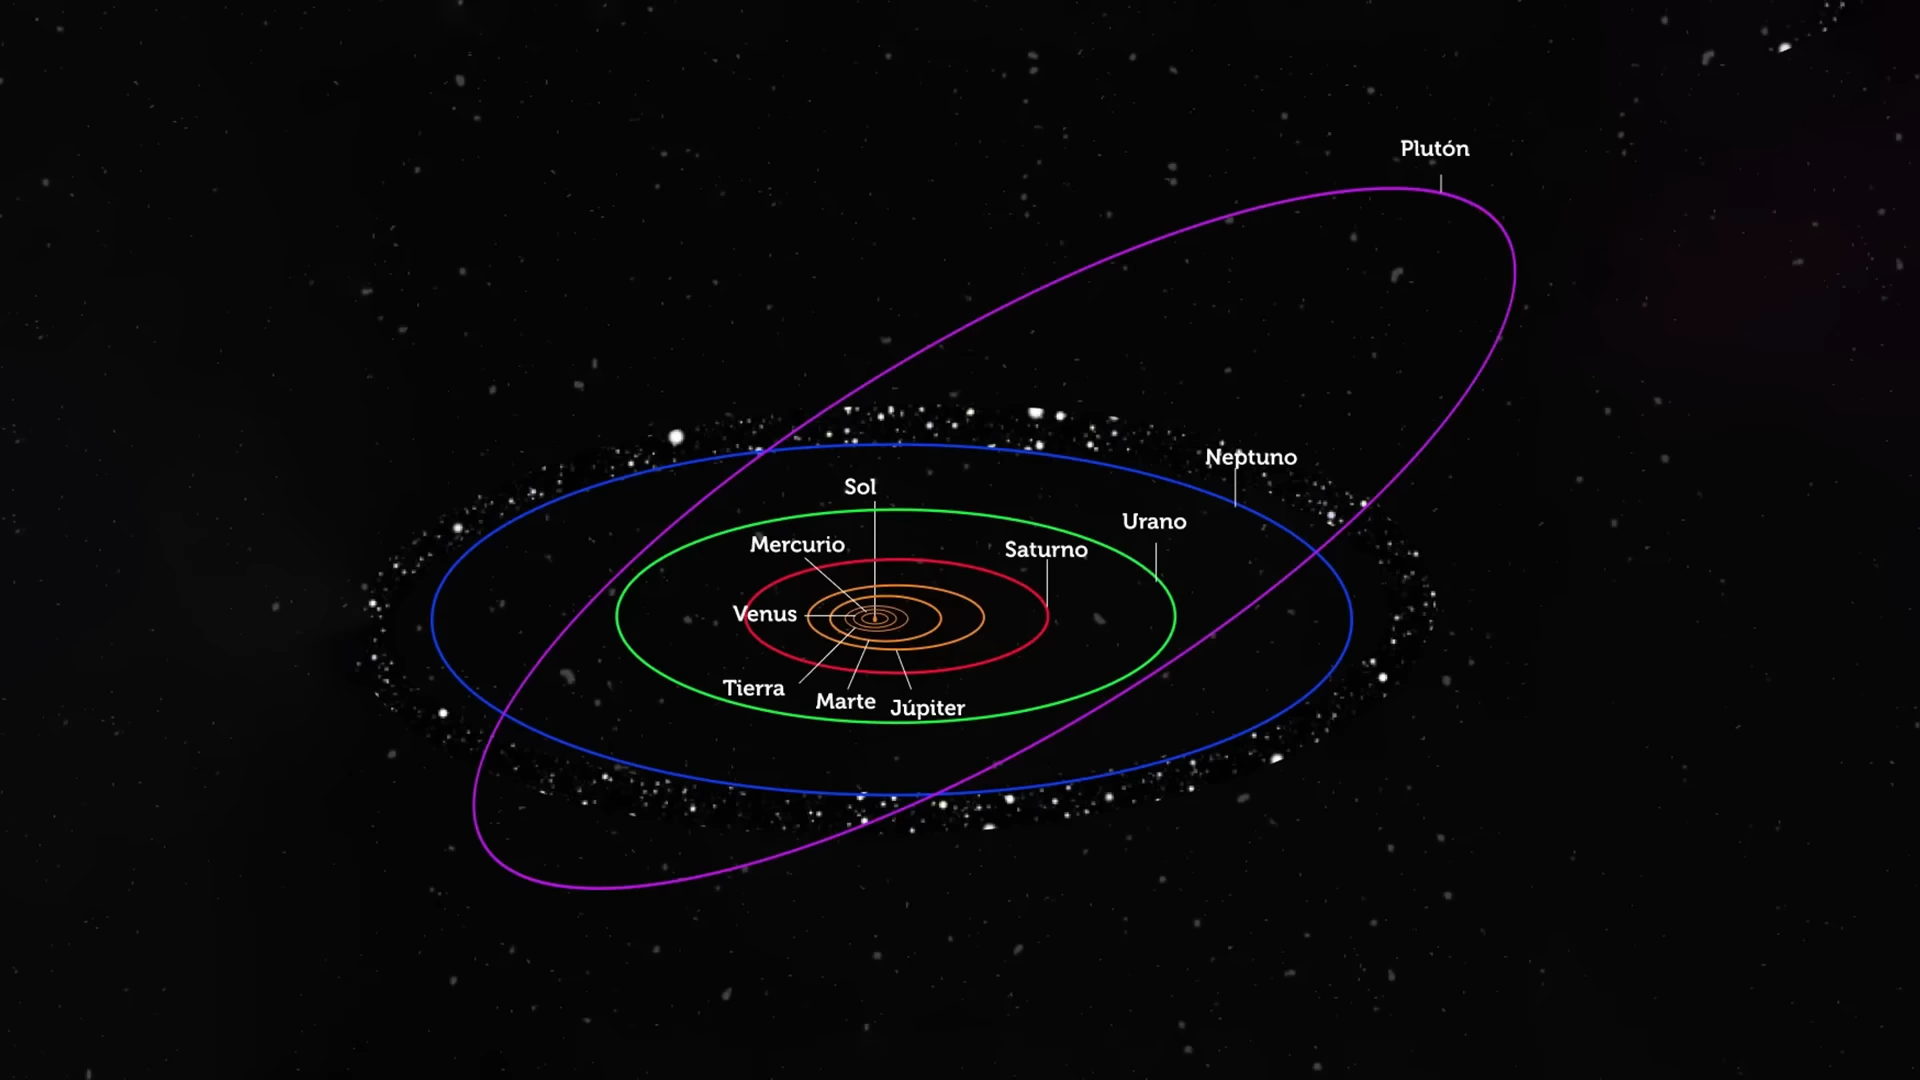 Plutón
Neptuno
Sol
Urano
Mercurio
Saturno
Venus
Tierra
Marte
Júpiter